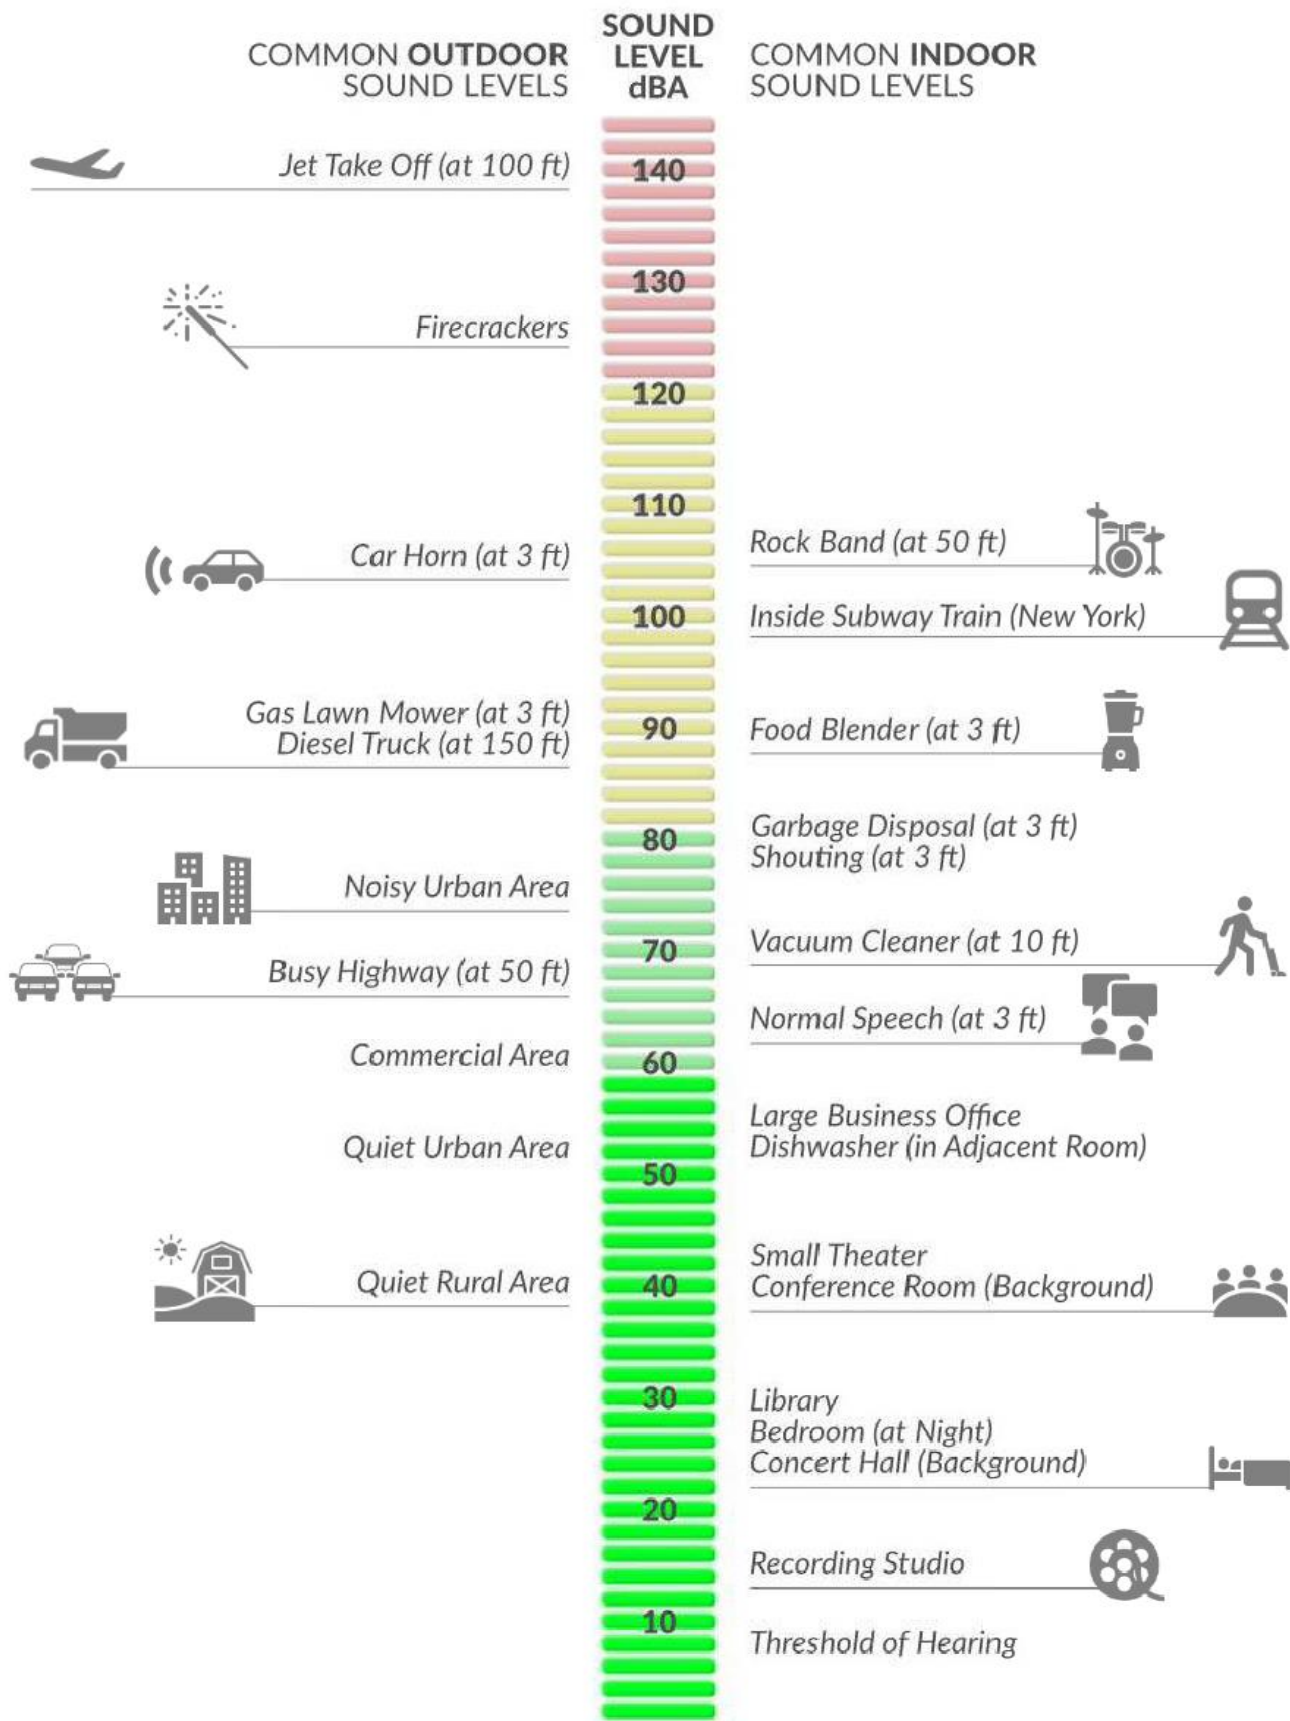 COMMON OUTDOOR
SOUND LEVELS
SOUND
LEVEL
dBA
COMMON INDOOR
SOUND LEVELS
Jet Take Off (at 100 ft)
140
130
Firecrackers
120
110
Car Horn (at 3 ft)
Rock Band (at 50 ft)
100
Inside Subway Train (New York)
Gas Lawn Mower (at 3 ft)
Diesel Truck (at 150 ft)
90
Food Blender (at 3 ft)
80
Garbage Disposal (at 3 ft)
Shouting (at 3 ft)
Noisy Urban Area
70
Vacuum Cleaner (at 10 ft)
Busy Highway (at 50 ft)
Normal Speech (at 3 ft)
Commercial Area
60
Large Business Office
Dishwasher (in Adjacent Room)
Quiet Urban Area
50
Small Theater
Conference Room (Background)
Quiet Rural Area
40
30
Library
Bedroom (at Night)
Concert Hall (Background)
20
Recording Studio
10
Threshold of Hearing